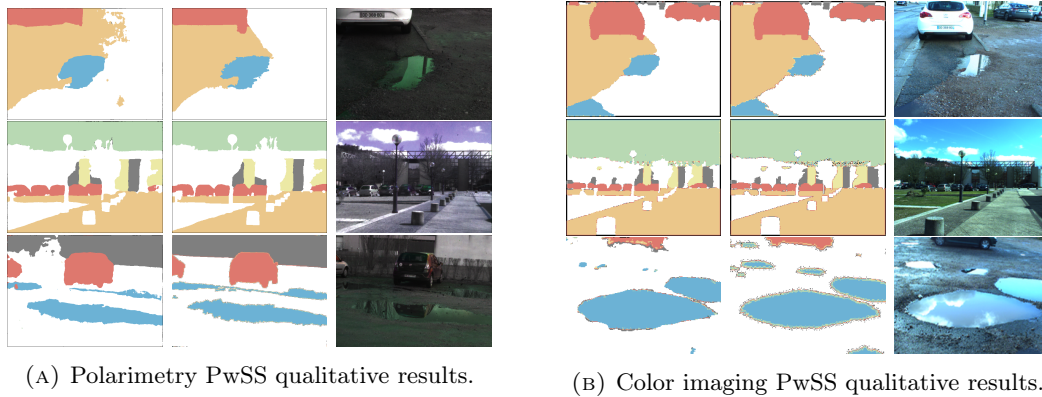 (A) Polarimetry PwSS qualitative results.
(B) Color imaging PwSS qualitative results.